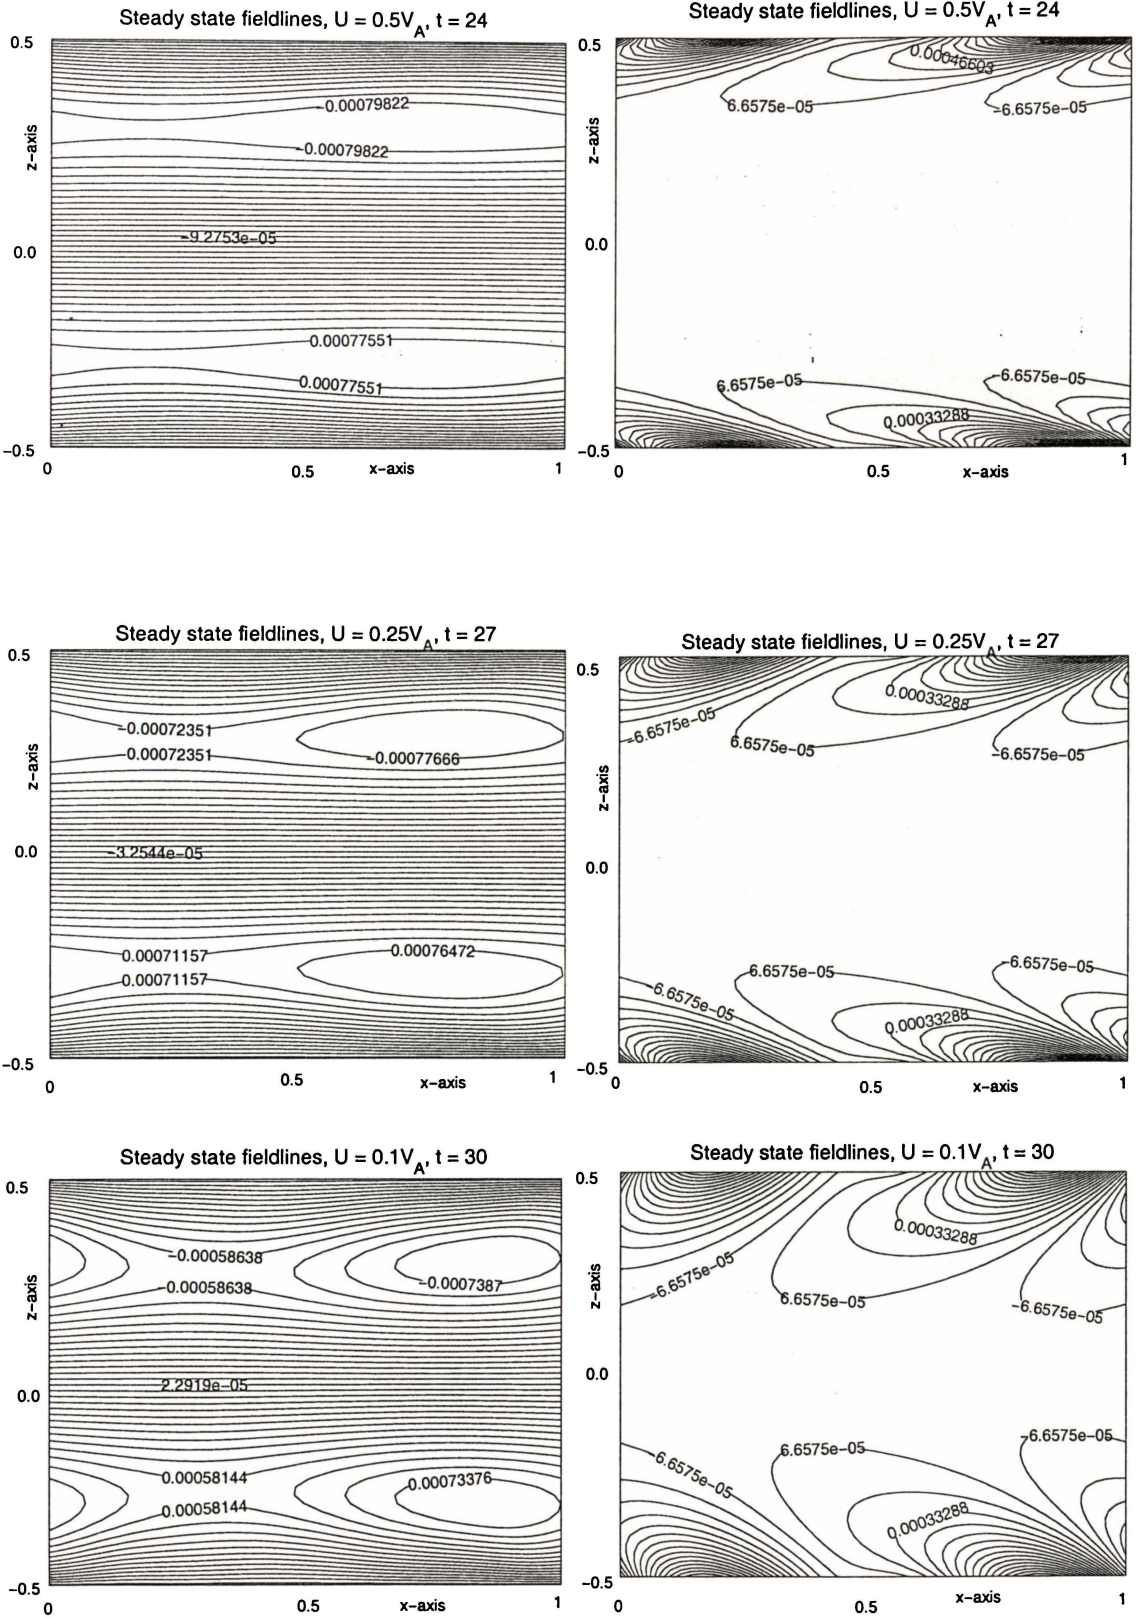 Steady state fieldlines, U = 0.5V_A, t = 24
0.5
−0.00079822
−0.00079822
z−axis
−9.2753e−05
0.0
0.00077551
0.00077551
−0.5
0
0.5
x−axis
1
Steady state fieldlines, U = 0.5V_A, t = 24
0.5
0.00046603
6.6575e−05
−6.6575e−05
z−axis
0.0
6.6575e−05
−6.6575e−05
0.00033288
−0.5
0
0.5
x−axis
1
Steady state fieldlines, U = 0.25V_A, t = 27
0.5
−0.00072351
−0.00072351
−0.00077666
z−axis
0.0
−3.2544e−05
0.00071157
0.00071157
0.00076472
−0.5
0
0.5
x−axis
1
Steady state fieldlines, U = 0.25V_A, t = 27
0.5
0.00033288
−6.6575e−05
6.6575e−05
−6.6575e−05
z−axis
0.0
−6.6575e−05
6.6575e−05
−6.6575e−05
0.00033288
−0.5
0
0.5
x−axis
1
Steady state fieldlines, U = 0.1V_A, t = 30
0.5
−0.00058638
−0.00058638
−0.0007387
z−axis
2.2919e−05
0.0
0.00058144
0.00058144
0.00073376
−0.5
0
0.5
x−axis
1
Steady state fieldlines, U = 0.1V_A, t = 30
0.5
0.00033288
−6.6575e−05
6.6575e−05
−6.6575e−05
z−axis
0.0
−6.6575e−05
6.6575e−05
−6.6575e−05
0.00033288
−0.5
0
0.5
x−axis
1